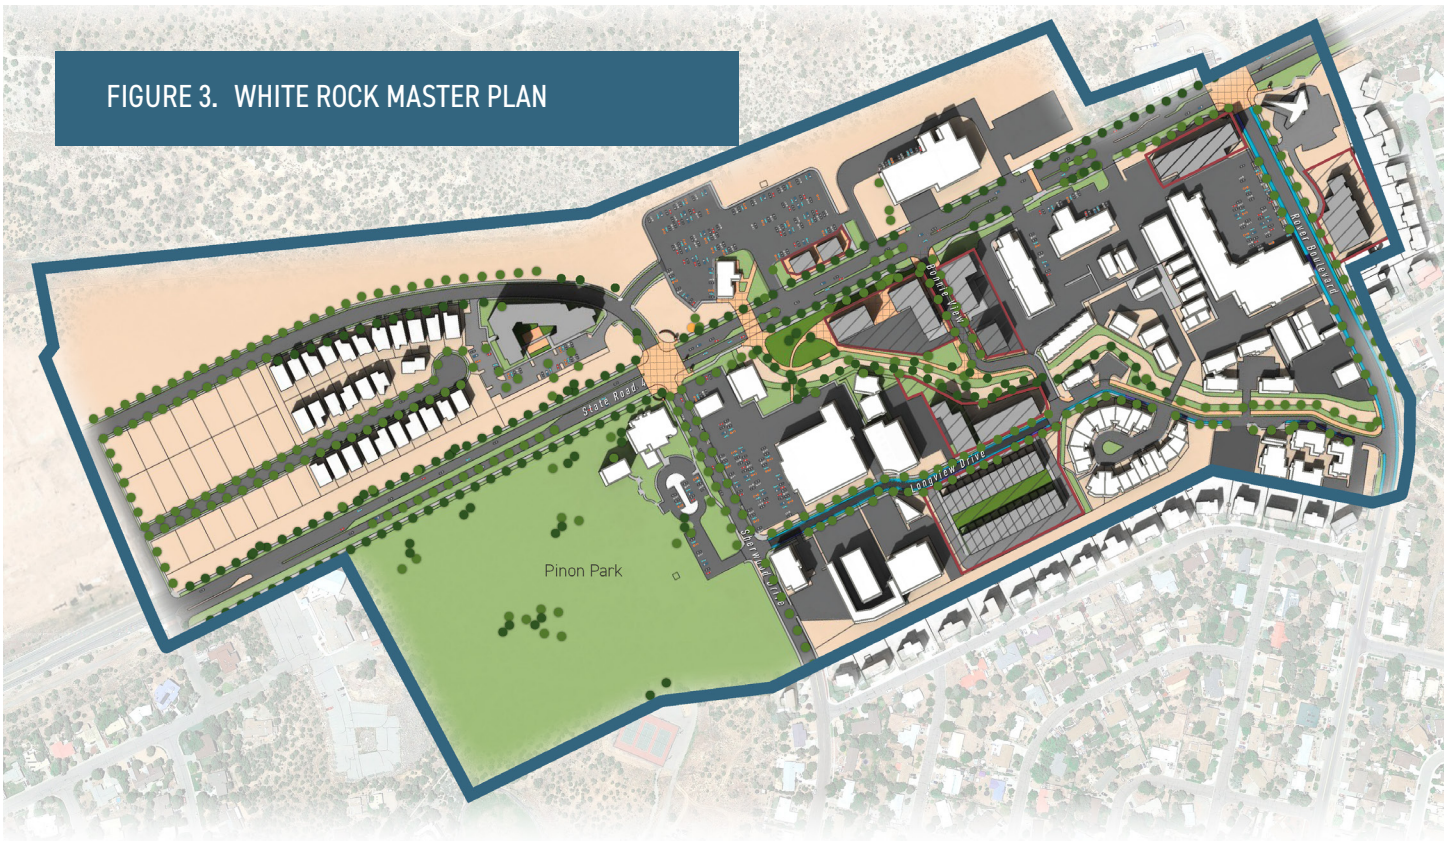 FIGURE 3. WHITE ROCK MASTER PLAN
Rover Boulevard
Bonnie View
State Road 4
Longview Drive
Sherwood Drive
Pinon Park